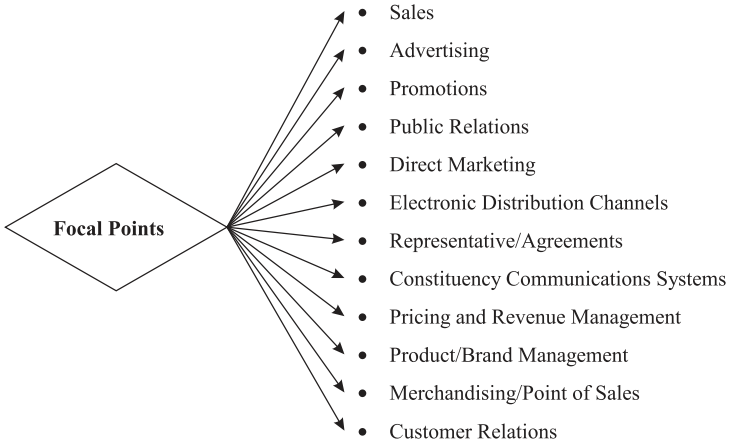 Focal Points
• Sales
• Advertising
• Promotions
• Public Relations
• Direct Marketing
• Electronic Distribution Channels
• Representative/Agreements
• Constituency Communications Systems
• Pricing and Revenue Management
• Product/Brand Management
• Merchandising/Point of Sales
• Customer Relations